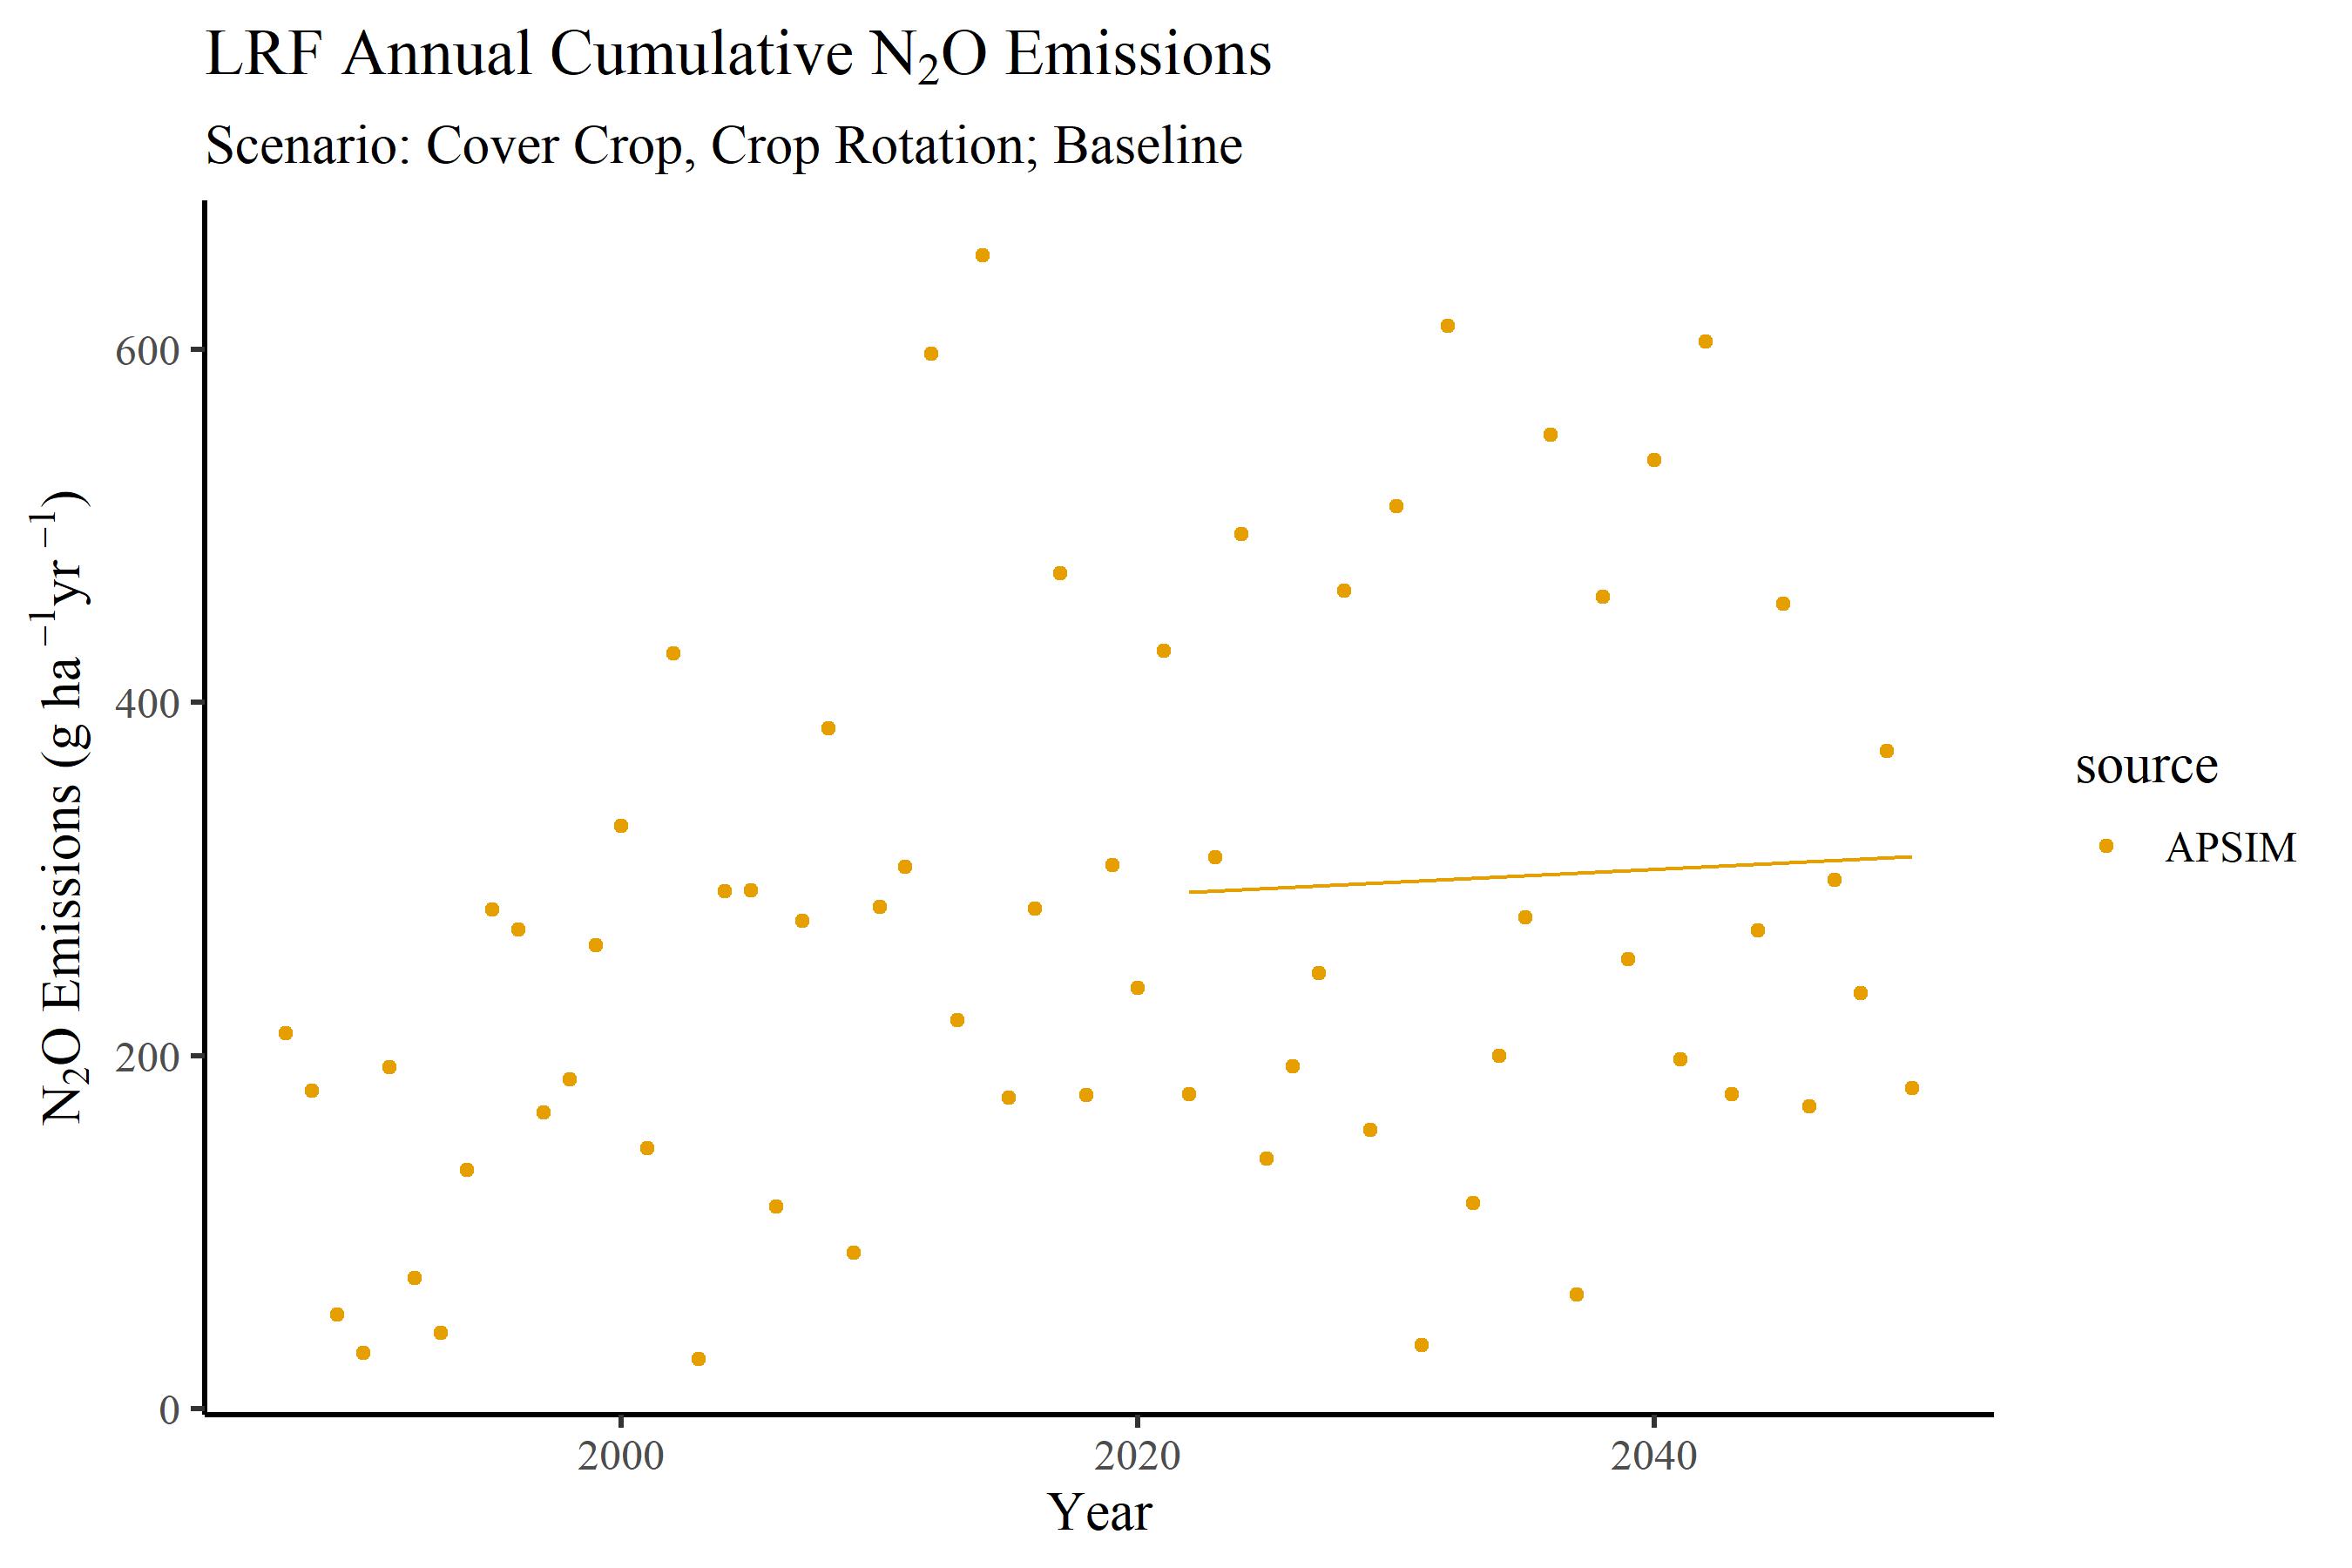 LRF Annual Cumulative N₂O Emissions
Scenario: Cover Crop, Crop Rotation; Baseline
N₂O Emissions (g ha ⁻¹yr ⁻¹)
600
400
200
0
2000 2020 2040
Year
source
APSIM